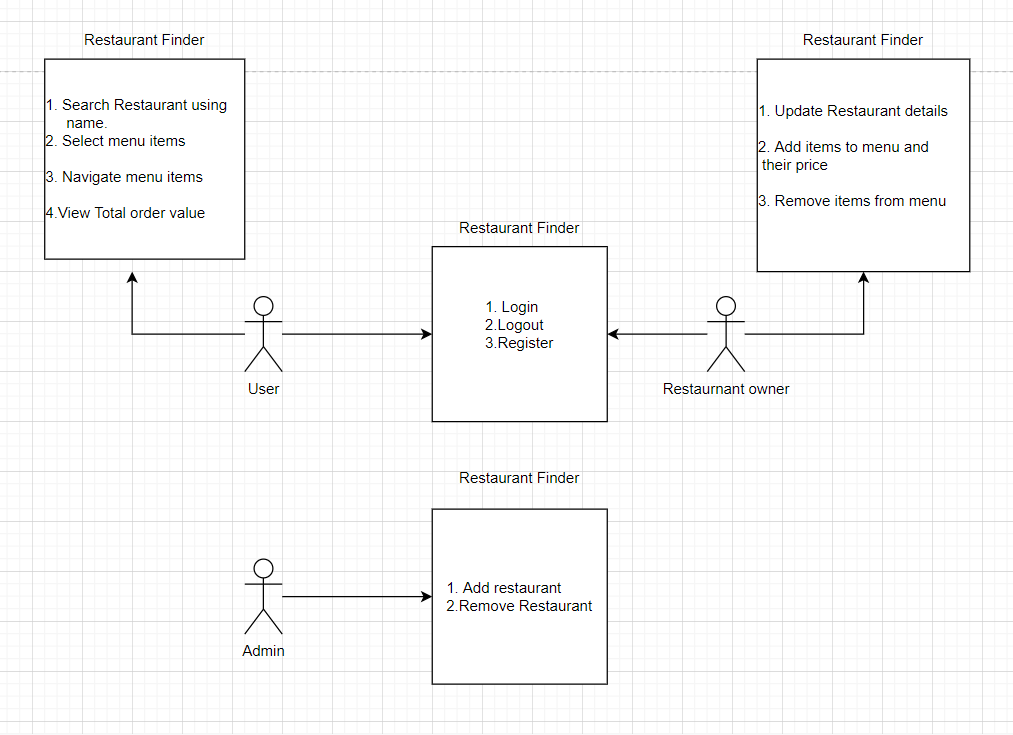 Restaurant Finder
1. Search Restaurant using
name.
2. Select menu items
3. Navigate menu items
4.View Total order value
Restaurant Finder
1. Update Restaurant details
2. Add items to menu and
their price
3. Remove items from menu
Restaurant Finder
1. Login
2.Logout
3.Register
User
Restaurnant owner
Restaurant Finder
1. Add restaurant
2.Remove Restaurant
Admin